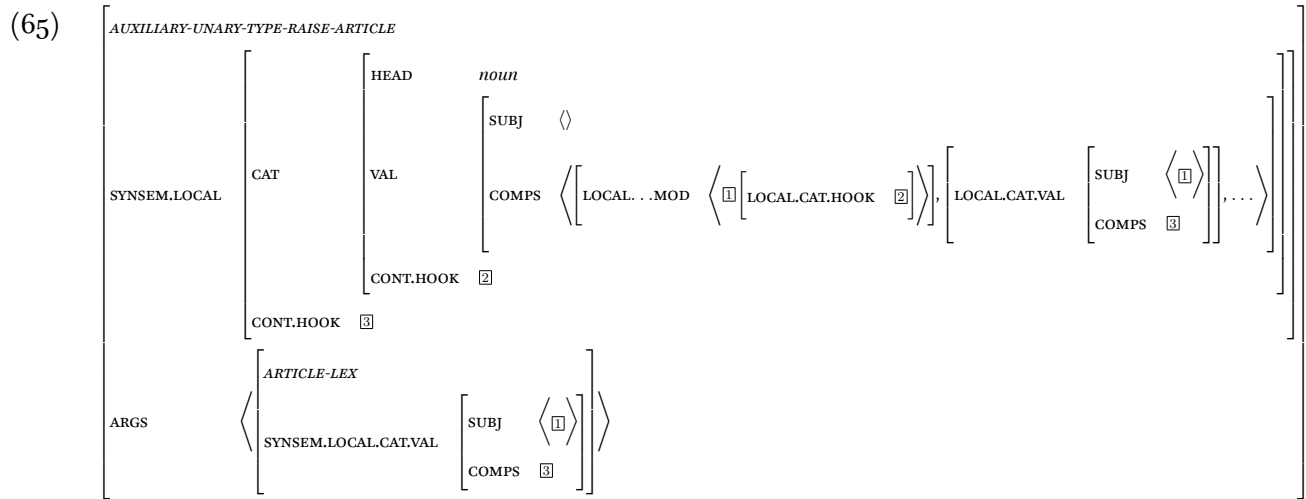 (65)
AUXILIARY-UNARY-TYPE-RAISE-ARTICLE
HEAD noun
SUBJ ⟨⟩
SYNSEM.LOCAL CAT VAL COMPS ⟨[LOCAL...MOD ⟨1[LOCAL.CAT.HOOK 2]⟩], [LOCAL.CAT.VAL [SUBJ ⟨1⟩
COMPS 3]], ...⟩
CONT.HOOK 2
CONT.HOOK 3
ARTICLE-LEX
ARGS ⟨SYNSEM.LOCAL.CAT.VAL [SUBJ ⟨1⟩
COMPS 3]⟩